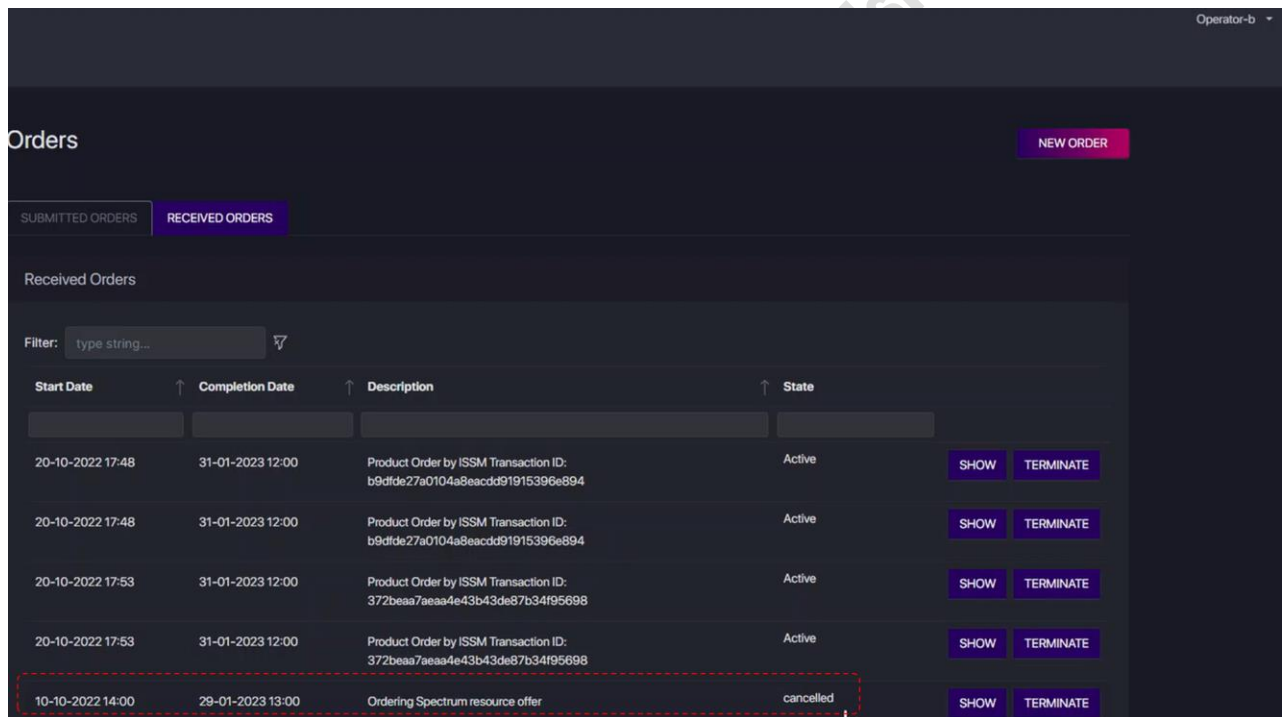 Operator-b
Orders
NEW ORDER
SUBMITTED ORDERS RECEIVED ORDERS
Received Orders
Filter: type string...
Start Date Completion Date Description State
20-10-2022 17:48 31-01-2023 12:00 Product Order by ISSM Transaction ID: Active SHOW TERMINATE
b9dfde27a0104a8eacdd91915396e894
20-10-2022 17:48 31-01-2023 12:00 Product Order by ISSM Transaction ID: Active SHOW TERMINATE
b9dfde27a0104a8eacdd91915396e894
20-10-2022 17:53 31-01-2023 12:00 Product Order by ISSM Transaction ID: Active SHOW TERMINATE
372beaa7aeaa4e43b43de87b34f95698
20-10-2022 17:53 31-01-2023 12:00 Product Order by ISSM Transaction ID: Active SHOW TERMINATE
372beaa7aeaa4e43b43de87b34f95698
10-10-2022 14:00 29-01-2023 13:00 Ordering Spectrum resource offer cancelled SHOW TERMINATE